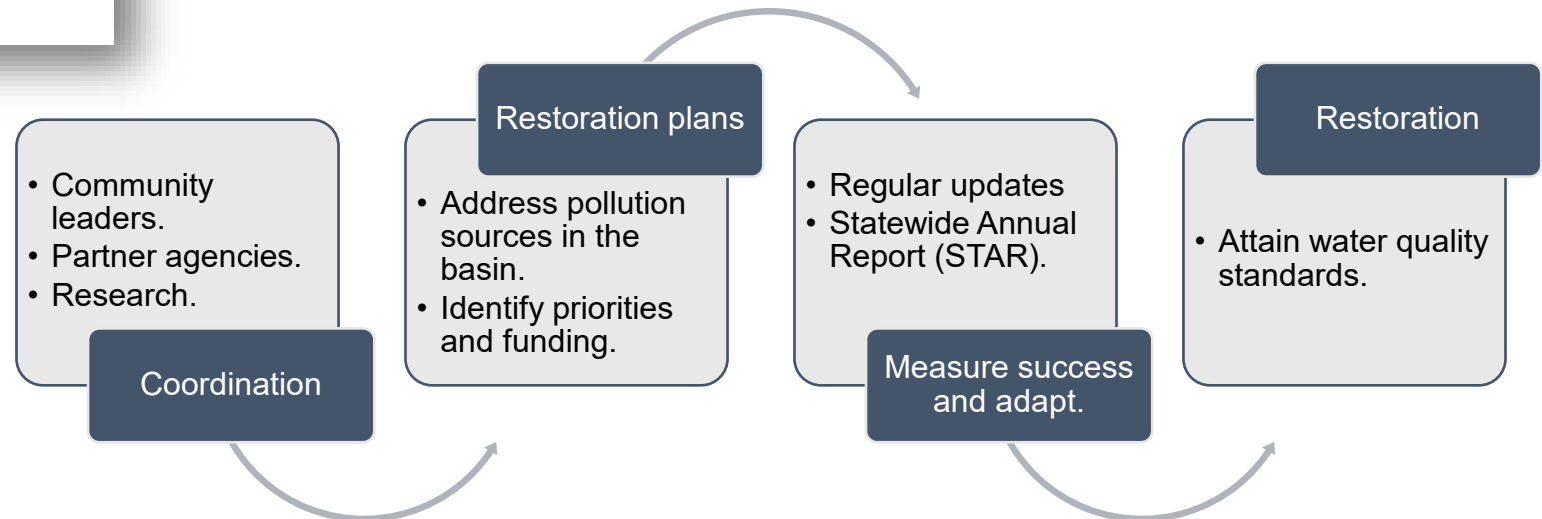 • Community
leaders.
• Partner agencies.
• Research.
Coordination
Restoration plans
• Address pollution
sources in the
basin.
• Identify priorities
and funding.
• Regular updates
• Statewide Annual
Report (STAR).
Measure success
and adapt.
Restoration
• Attain water quality
standards.